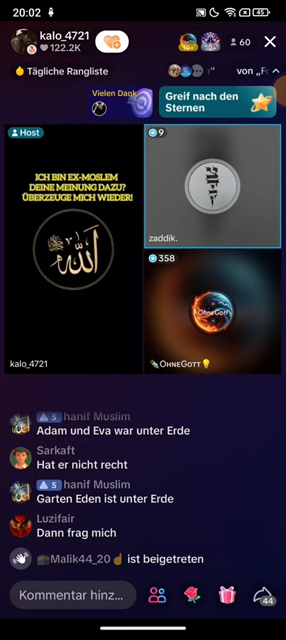 20:02
45
kalo_4721
122.2K
60
Tägliche Rangliste
von „F
Vielen Dank
Greif nach den
Sternen
Host
ICH BIN EX-MOSLEM
DEINE MEINUNG DAZU?
ÜBERZEUGE MICH WIEDER!
الله
kalo_4721
9
zaddik.
358
OhneGott
OHNEGOTT
5 hanif Muslim
Adam und Eva war unter Erde
Sarkaft
Hat er nicht recht
5 hanif Muslim
Garten Eden ist unter Erde
Luzifair
Dann frag mich
Malik44_20☝ ist beigetreten
Kommentar hinz...
44